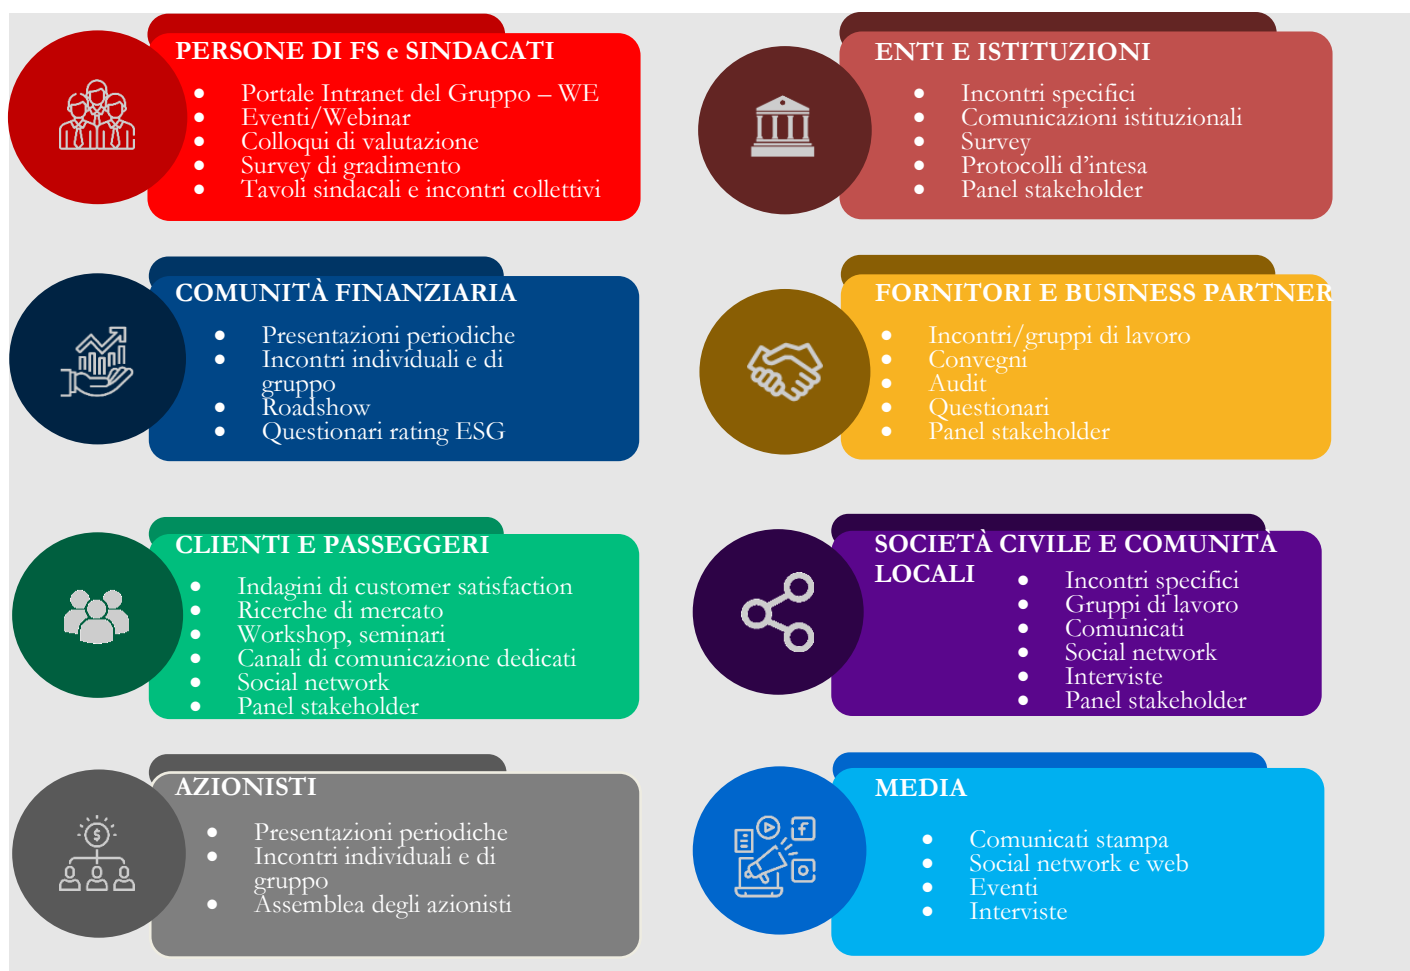 PERSONE DI FS e SINDACATI
• Portale Intranet del Gruppo – WE
• Eventi/Webinar
• Colloqui di valutazione
• Survey di gradimento
• Tavoli sindacali e incontri collettivi
ENTI E ISTITUZIONI
• Incontri specifici
• Comunicazioni istituzionali
• Survey
• Protocolli d'intesa
• Panel stakeholder
COMUNITÀ FINANZIARIA
• Presentazioni periodiche
• Incontri individuali e di
gruppo
• Roadshow
• Questionari rating ESG
FORNITORI E BUSINESS PARTNER
• Incontri/gruppi di lavoro
• Convegni
• Audit
• Questionari
• Panel stakeholder
CLIENTI E PASSEGGERI
• Indagini di customer satisfaction
• Ricerche di mercato
• Workshop, seminari
• Canali di comunicazione dedicati
• Social network
• Panel stakeholder
SOCIETÀ CIVILE E COMUNITÀ
LOCALI
• Incontri specifici
• Gruppi di lavoro
• Comunicati
• Social network
• Interviste
• Panel stakeholder
AZIONISTI
• Presentazioni periodiche
• Incontri individuali e di
gruppo
• Assemblea degli azionisti
MEDIA
• Comunicati stampa
• Social network e web
• Eventi
• Interviste